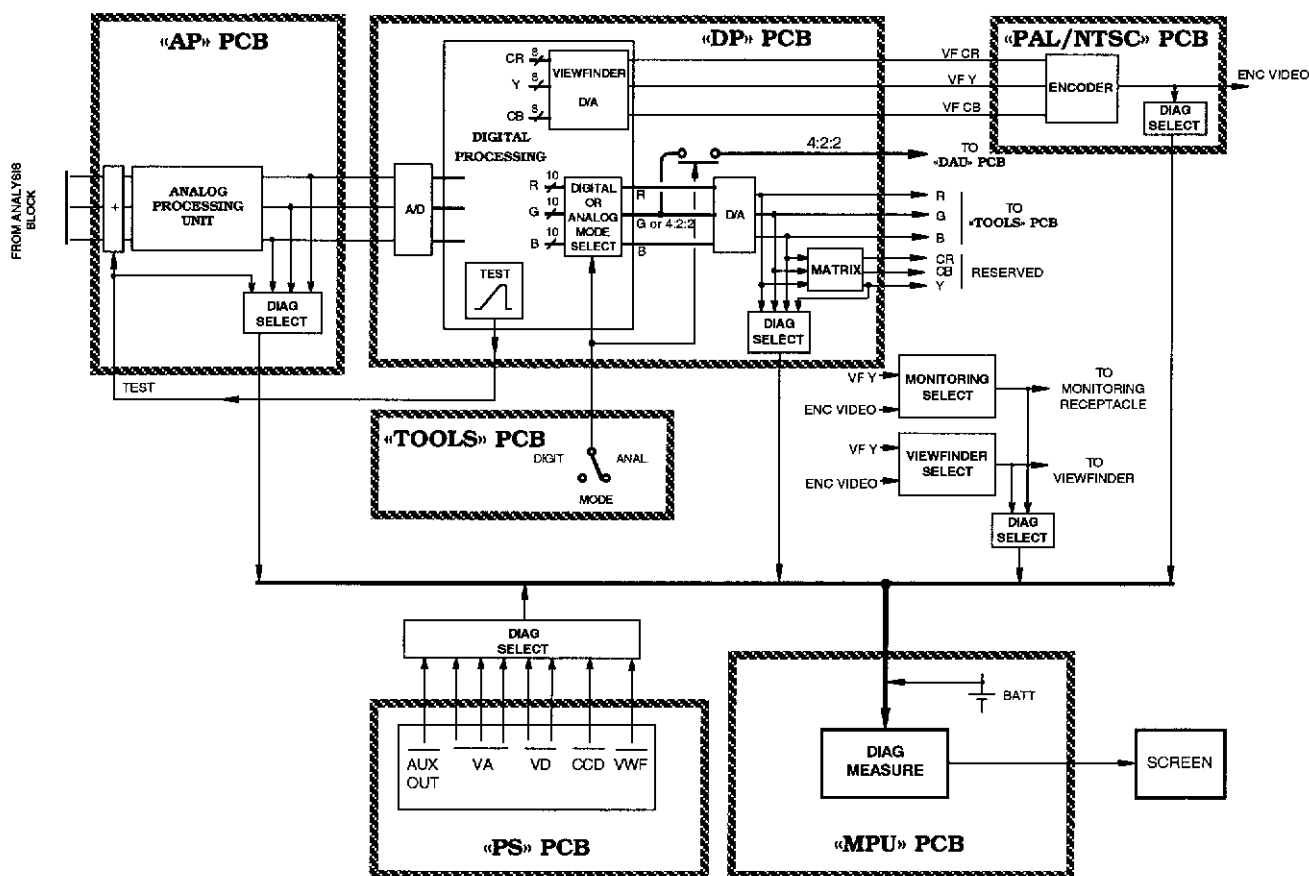 «AP» PCB
«DP» PCB
«PAL/NTSC» PCB
CR
8
Y
8
CB
8
VIEWFINDER
D/A
VF CR
VF Y
VF CB
ENCODER
ENC VIDEO
DIAG
SELECT
DIGITAL
PROCESSING
4:2:2
TO
«DAU» PCB
FROM ANALYSIS
BLOCK
+
ANALOG
PROCESSING
UNIT
A/D
R
10
G
10
B
10
DIGITAL
OR
ANALOG
MODE
SELECT
R
G or 4:2:2
B
D/A
R
G
B
TO
«TOOLS» PCB
MATRIX
CR
CB
Y
RESERVED
TEST
DIAG
SELECT
DIAG
SELECT
TEST
VF Y
ENC VIDEO
MONITORING
SELECT
TO
MONITORING
RECEPTACLE
«TOOLS» PCB
DIGIT
ANAL.
MODE
VF Y
ENC VIDEO
VIEWFINDER
SELECT
TO
VIEWFINDER
DIAG
SELECT
DIAG
SELECT
BATT
AUX
OUT
VA
VD
CCD
VWF
DIAG
MEASURE
SCREEN
«PS» PCB
«MPU» PCB